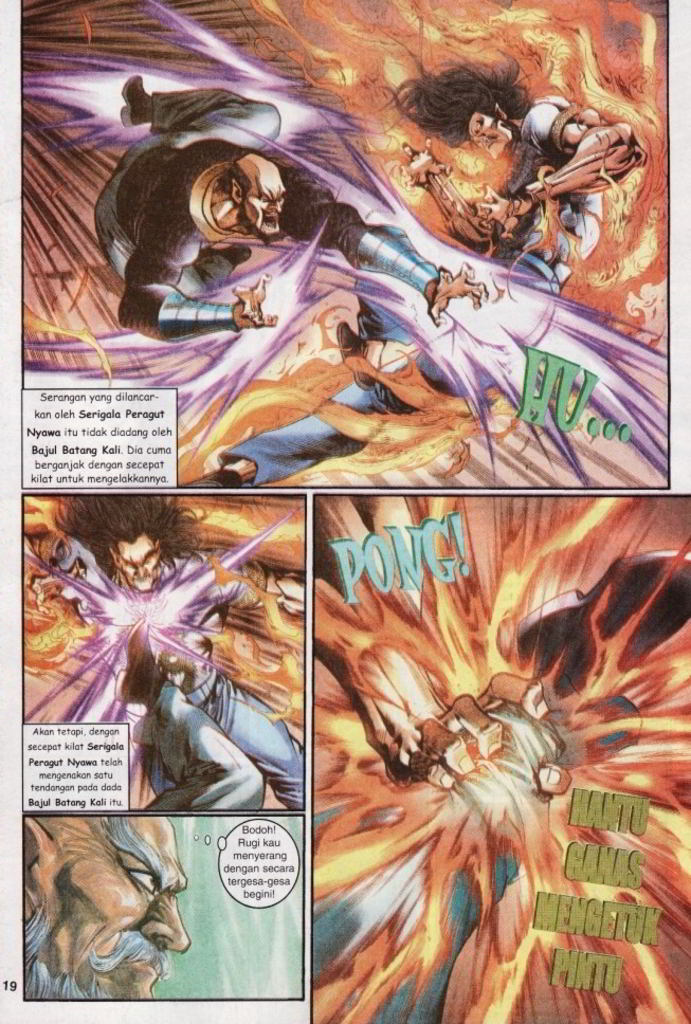 HU...
Serangan yang dilancar-
kan oleh Serigala Peragut
Nyawa itu tidak diadang oleh
Bajul Batang Kali. Dia cuma
berganjak dengan secepat
kilat untuk mengelakkannya.
Akan tetapi, dengan
secepat kilat Serigala
Peragut Nyawa telah
mengenakan satu
tendangan pada dada
Bajul Batang Kali itu.
PONG!
HANTU
GANAS
MENGETUK
PINTU
Bodoh!
Rugi kau
menyerang
dengan secara
tergesa-gesa
begini!
19